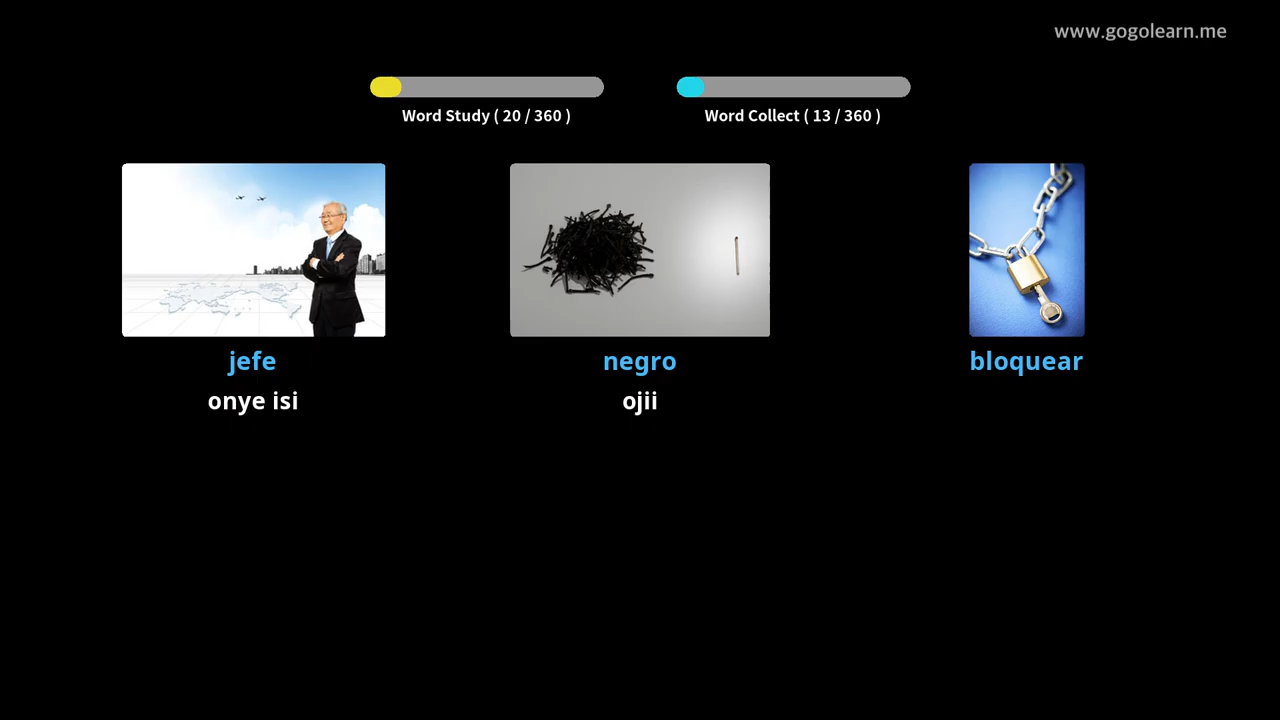 www.gogolearn.me
Word Study ( 20 / 360 )
Word Collect ( 13 / 360 )
jefe
negro
bloquear
onye isi
ojii